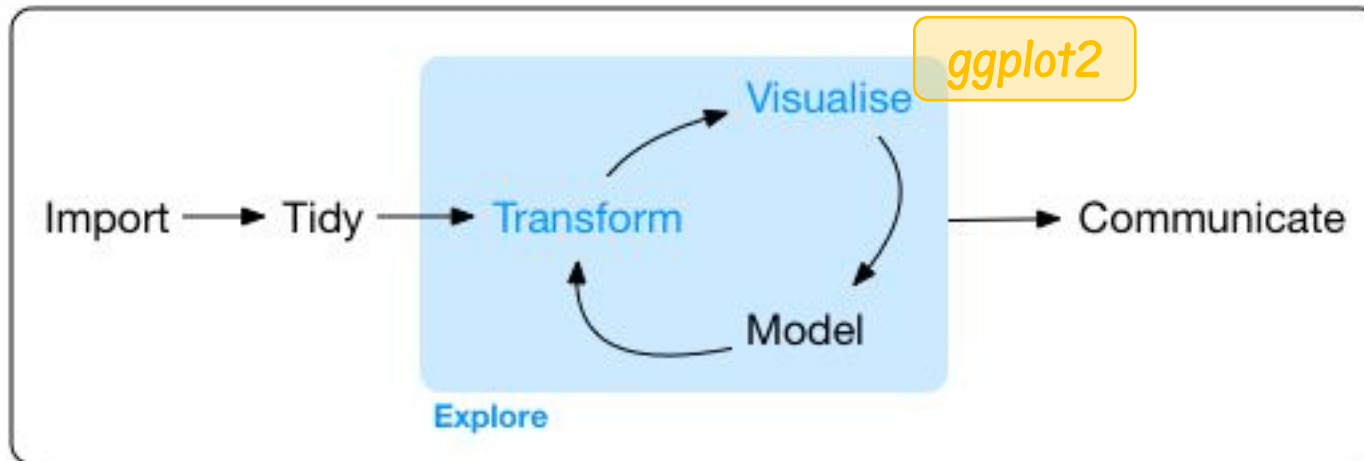 ggplot2
Visualise
Import
Tidy
Transform
Communicate
Model
Explore